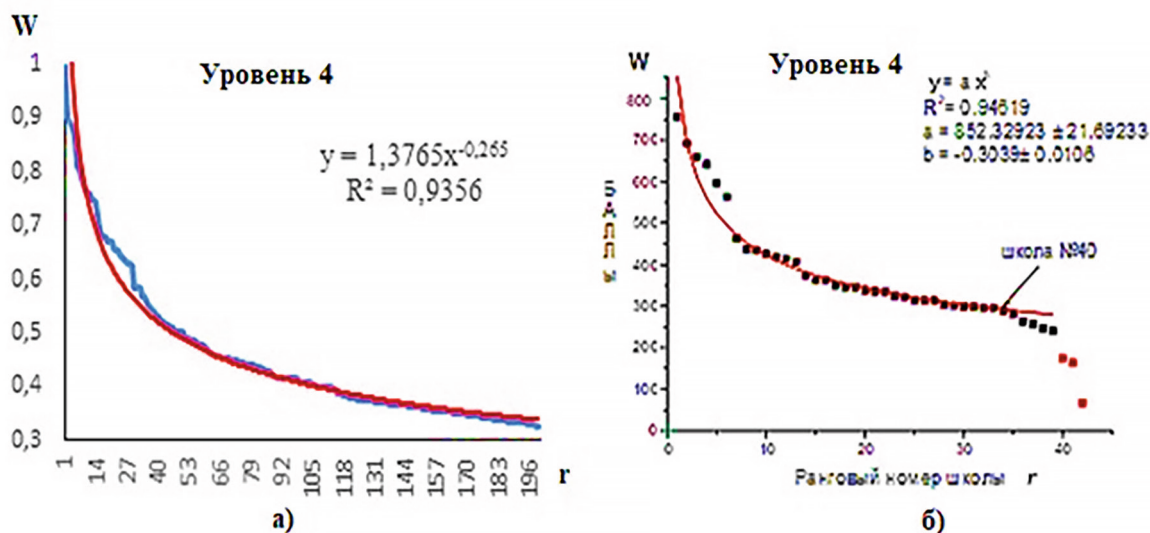 W
Уровень 4
1
0,9
0,8
0,7
0,6
0,5
0,4
0,3
y = 1,3765x^-0,265
R² = 0,9356
1 14 27 40 53 66 79 92 105 118 131 144 157 170 183 196 r
а)
W
Уровень 4
y = a x^b
R² = 0.94619
a = 852.32923 ± 21.69233
b = -0.3039 ± 0.0106
800
700
600
500
400
300
200
100
0
БАЛЛЫ
школа №40
0 10 20 30 40
Ранговый номер школы r
б)